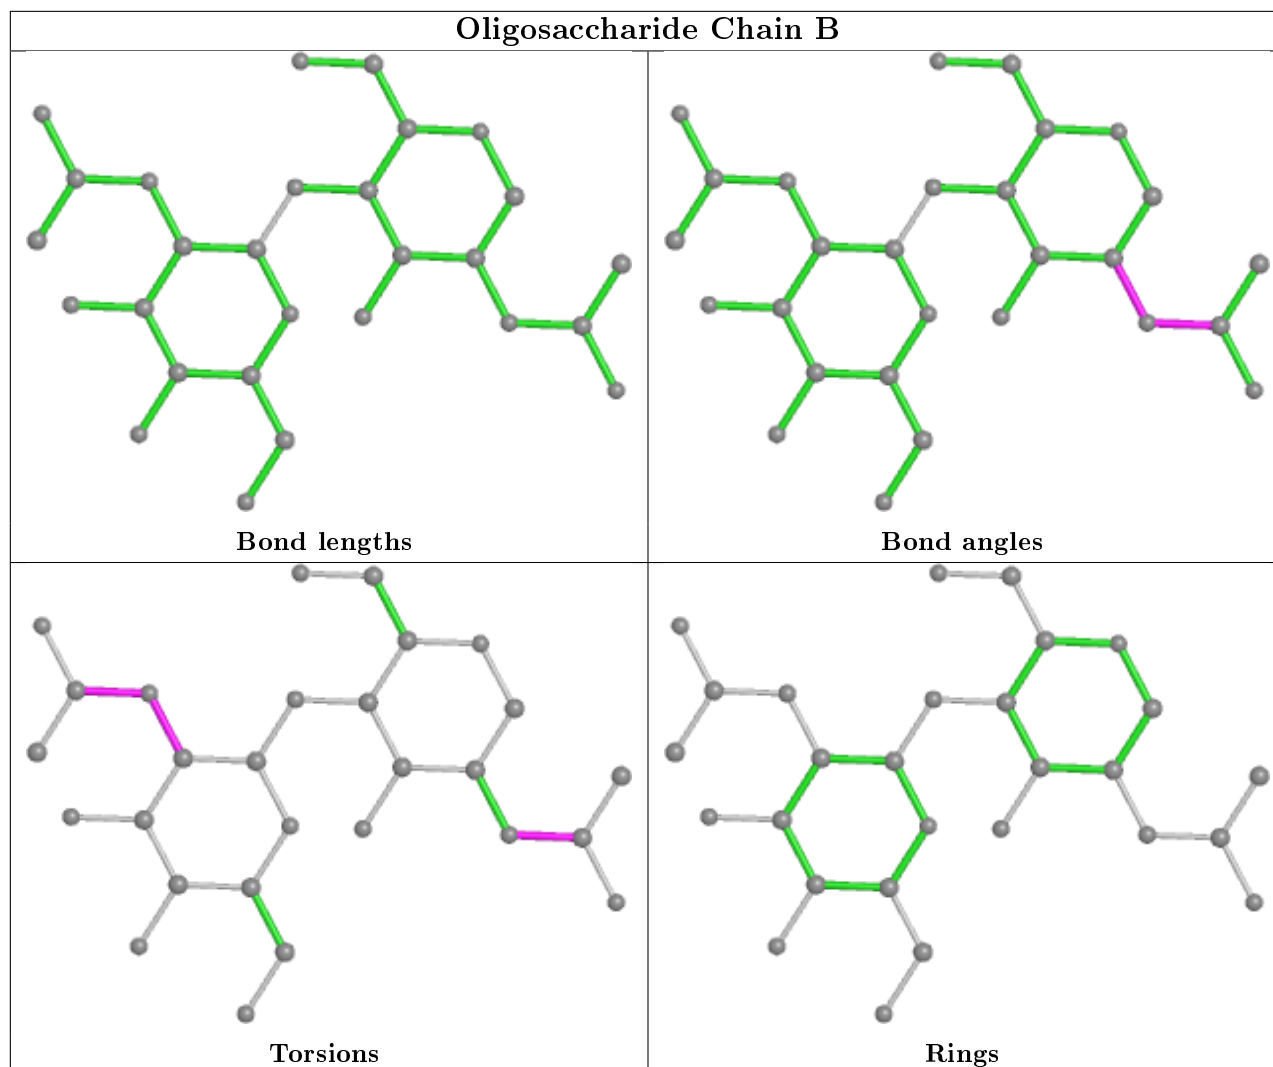 Oligosaccharide Chain B
Bond lengths
Bond angles
Torsions
Rings